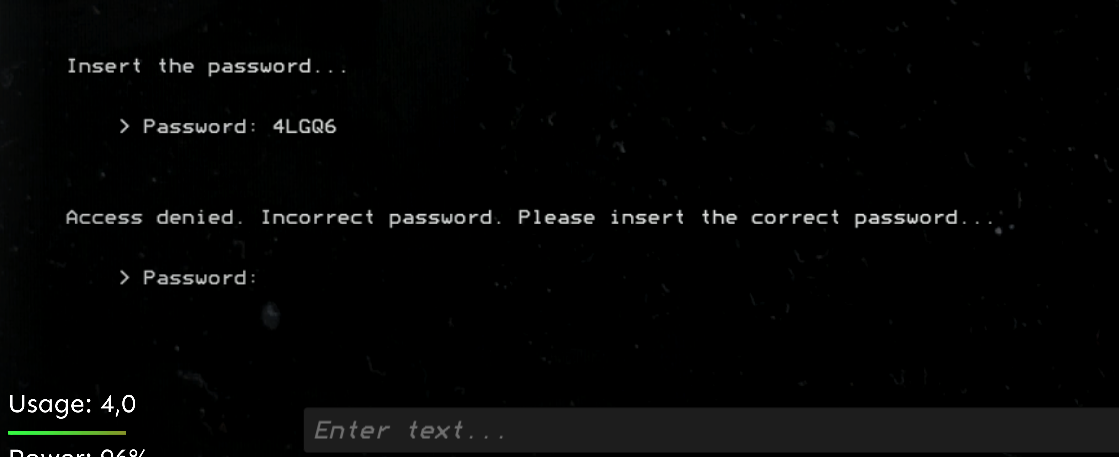 Insert the password...
> Password: 4LGQ6
Access denied. Incorrect password. Please insert the correct password...
> Password:
Usage: 4,0
Enter text...
Power: 96%